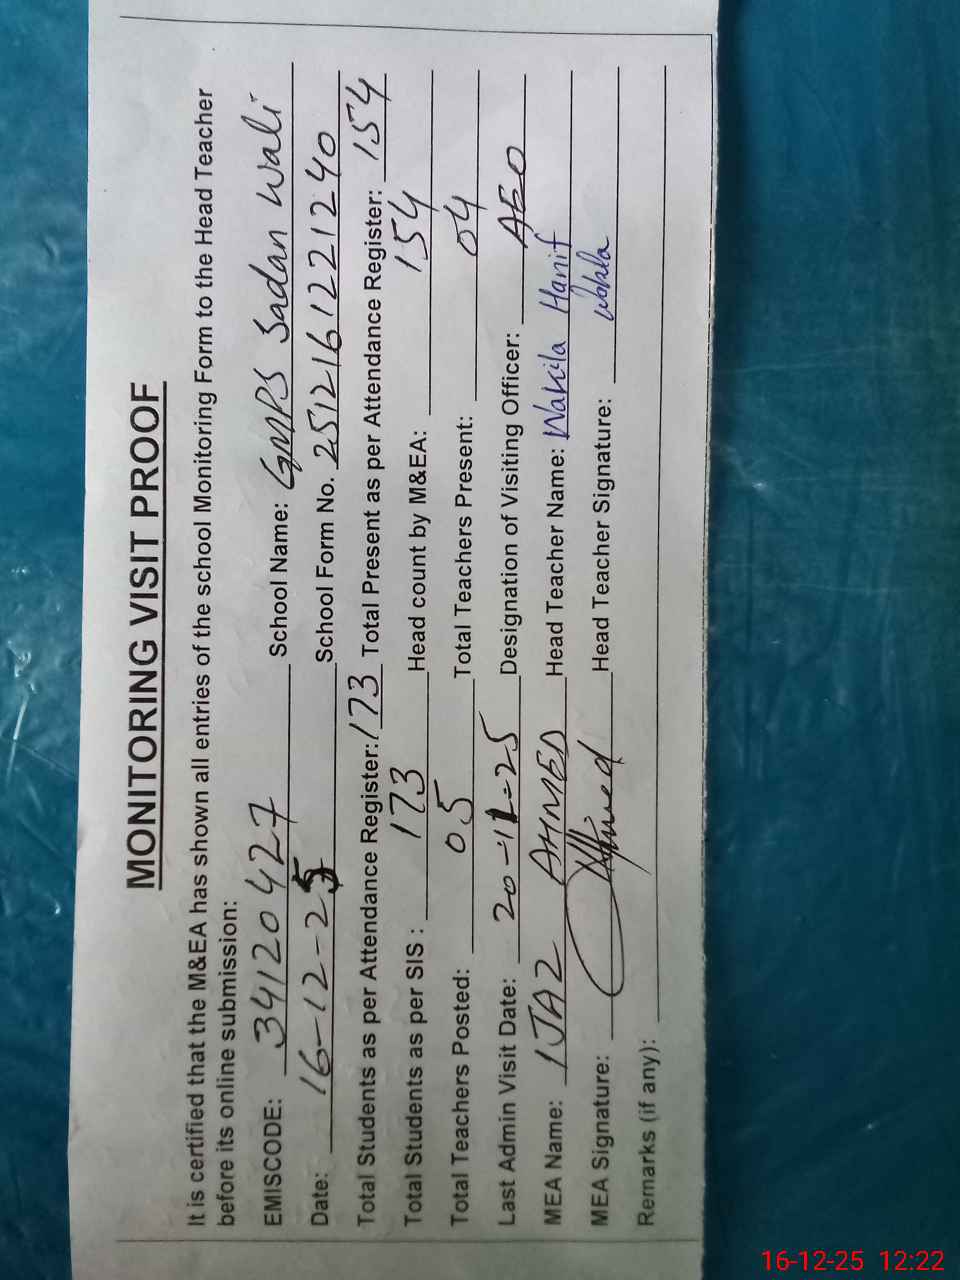 MONITORING VISIT PROOF
It is certified that the M&EA has shown all entries of the school Monitoring Form to the Head Teacher
before its online submission:
EMISCODE: 34120427 School Name: GMPS Sadan Wali
Date: 16-12-25 School Form No. 2512161221240
Total Students as per Attendance Register: 173 Total Present as per Attendance Register: 154
Total Students as per SIS : 173 Head count by M&EA: 154
Total Teachers Posted: 05 Total Teachers Present: 04
Last Admin Visit Date: 20-11-25 Designation of Visiting Officer: AEO
MEA Name: IJAZ AHMED Head Teacher Name: Wakila Hanif
MEA Signature: Head Teacher Signature:
Remarks (if any):
16-12-25 12:22